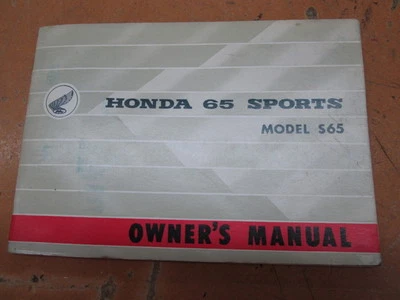 HONDA 65 SPORTS
MODEL S65
OWNER'S MANUAL